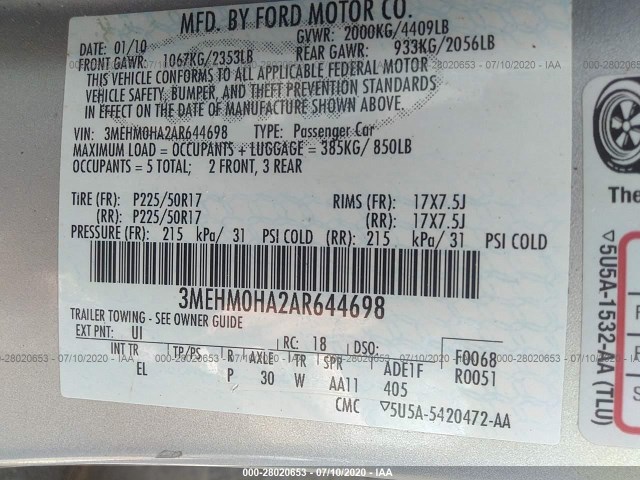 MFD. BY FORD MOTOR CO.
DATE: 01/10 GVWR: 2000KG/4409LB
FRONT GAWR: 1067KG/2353LB REAR GAWR: 933KG/2056LB
THIS VEHICLE CONFORMS TO ALL APPLICABLE FEDERAL MOTOR
VEHICLE SAFETY, BUMPER, AND THEFT PREVENTION STANDARDS
IN EFFECT ON THE DATE OF MANUFACTURE SHOWN ABOVE.
VIN: 3MEHM0HA2AR644698 TYPE: Passenger Car
MAXIMUM LOAD = OCCUPANTS + LUGGAGE = 385KG/ 850LB
OCCUPANTS = 5 TOTAL; 2 FRONT, 3 REAR
TIRE (FR): P225/50R17 RIMS (FR): 17X7.5J
(RR): P225/50R17 (RR): 17X7.5J
PRESSURE (FR): 215 kPa/ 31 PSI COLD (RR): 215 kPa/ 31 PSI COLD
3MEHM0HA2AR644698
TRAILER TOWING - SEE OWNER GUIDE
EXT PNT: UI RC: 18 DSO: F0068
INT TR TP/PS R AXLE TR SPR ADE1F R0051
EL P 30 W AA11 405
CMC ▽5U5A-5420472-AA
The
▽5U5A-1532-AA (TLU)
000-28020653 - 07/10/2020 - IAA